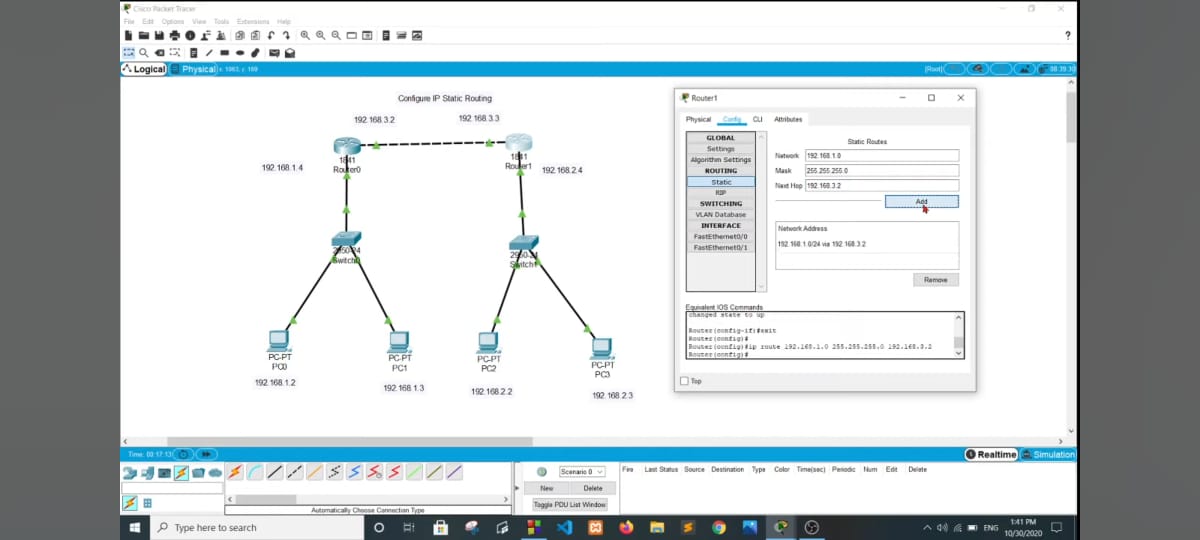 Cisco Packet Tracer
File Edit Options View Tools Extensions Help
?
Logical Physical x: 1063, y: 169
[Root] 08:39:30
Configure IP Static Routing
192.168.3.2
192.168.3.3
1841
Router0
1841
Router1
192.168.1.4
192.168.2.4
2950-24
Switch0
2950-24
Switch1
PC-PT
PC0
PC-PT
PC1
PC-PT
PC2
PC-PT
PC3
192.168.1.2
192.168.1.3
192.168.2.2
192.168.2.3
Router1
Physical Config CLI Attributes
GLOBAL
Settings
Algorithm Settings
ROUTING
Static
RIP
SWITCHING
VLAN Database
INTERFACE
FastEthernet0/0
FastEthernet0/1
Static Routes
Network 192.168.1.0
Mask 255.255.255.0
Next Hop 192.168.3.2
Add
Network Address
192.168.1.0/24 via 192.168.3.2
Remove
Equivalent IOS Commands
changed state to up
Router(config-if)#exit
Router(config)#
Router(config)#ip route 192.168.1.0 255.255.255.0 192.168.3.2
Router(config)#
Top
Time: 00:17:13
Realtime Simulation
Scenario 0
New Delete
Toggle PDU List Window
Fire Last Status Source Destination Type Color Time(sec) Periodic Num Edit Delete
Automatically Choose Connection Type
Type here to search
ENG
1:41 PM
10/30/2020